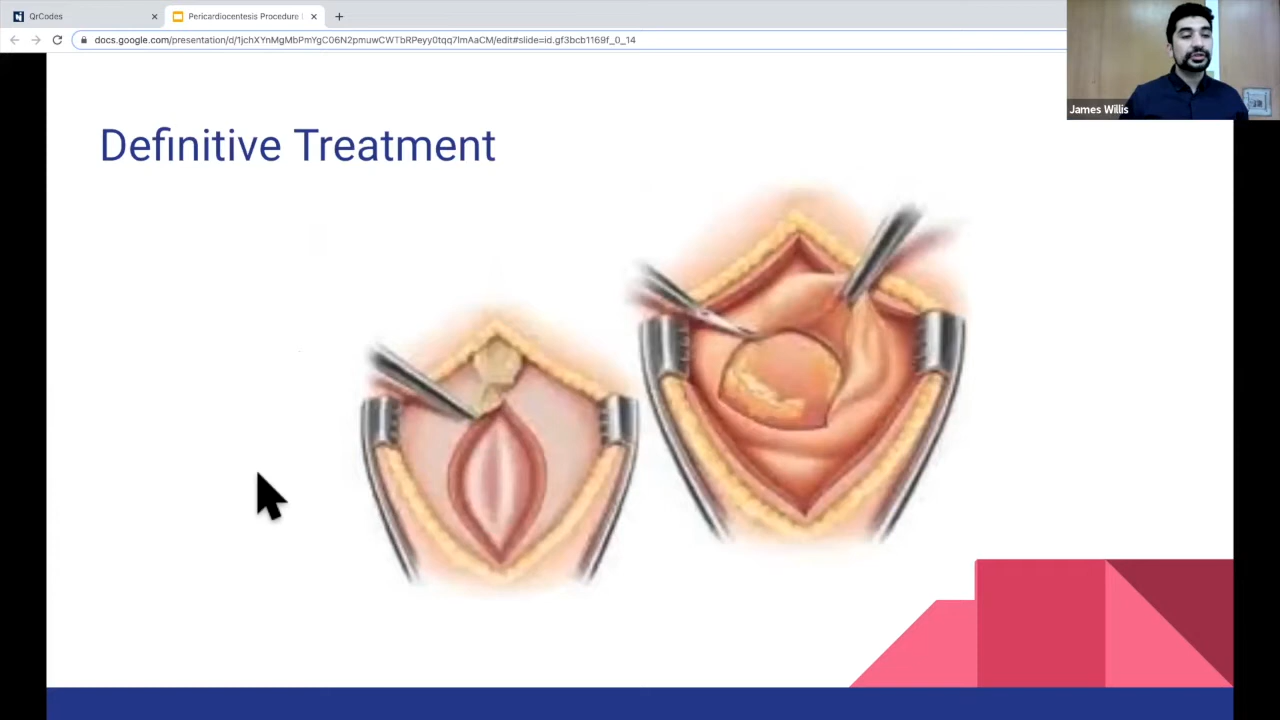 QrCodes
Pericardiocentesis Procedure
docs.google.com/presentation/d/1jchXYnMgMbPmYgC06N2pmuwCWTbRPeyy0tqq7lmAaCM/edit#slide=id.gf3bcb1169f_0_14
James Willis
Definitive Treatment